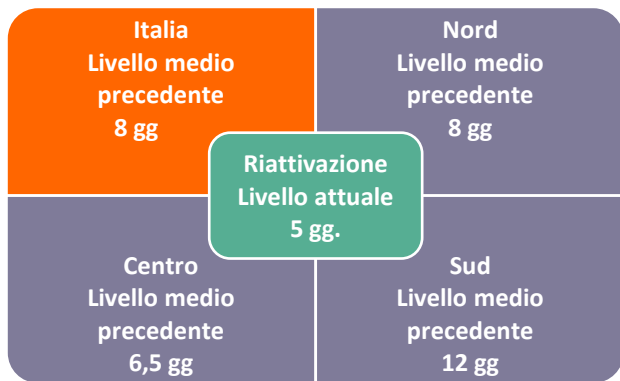 Italia
Livello medio
precedente
8 gg
Nord
Livello medio
precedente
8 gg
Riattivazione
Livello attuale
5 gg.
Centro
Livello medio
precedente
6,5 gg
Sud
Livello medio
precedente
12 gg